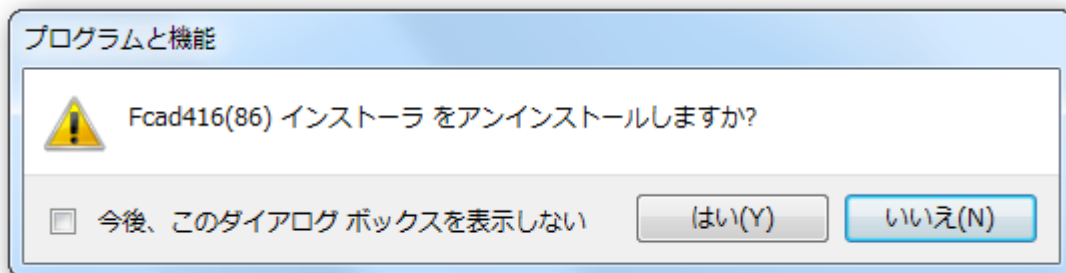 プログラムと機能
Fcad416(86) インストーラ をアンインストールしますか?
今後、このダイアログ ボックスを表示しない
はい(Y)
いいえ(N)